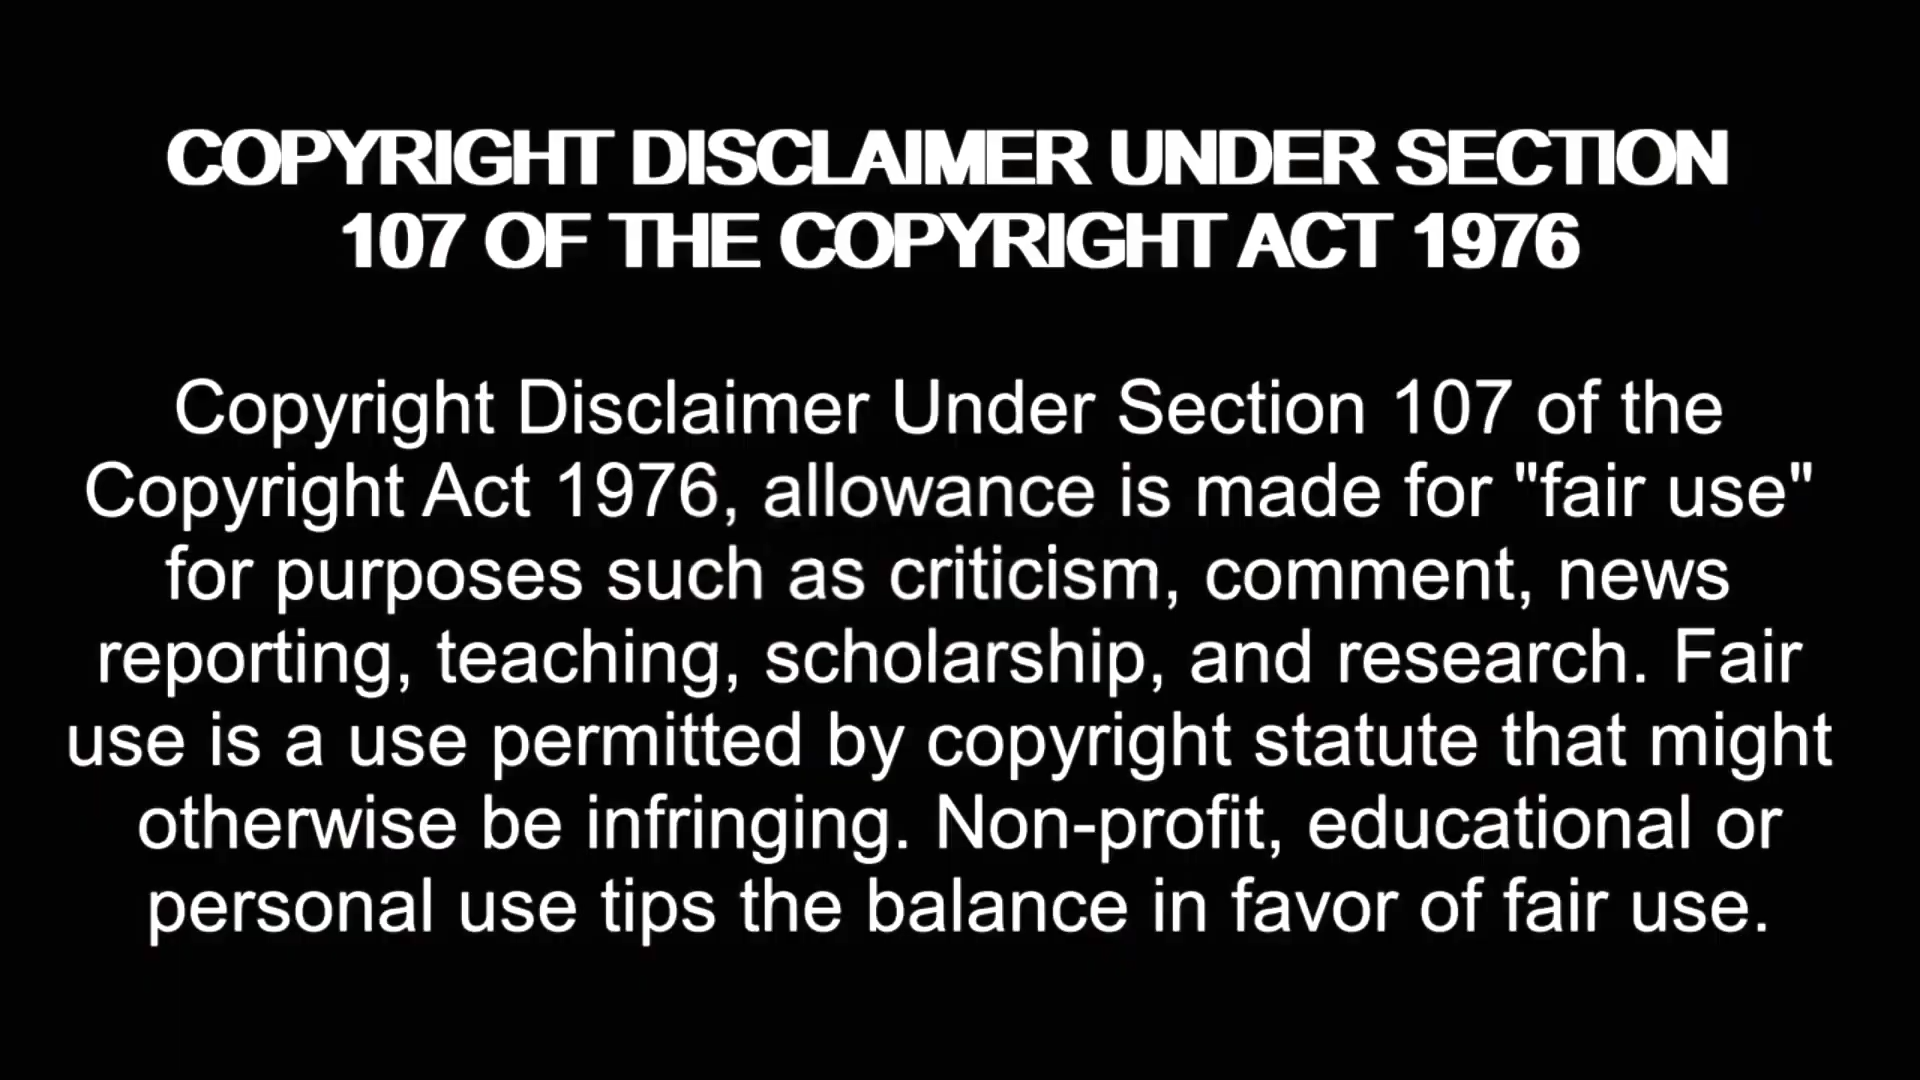 COPYRIGHT DISCLAIMER UNDER SECTION
107 OF THE COPYRIGHT ACT 1976
Copyright Disclaimer Under Section 107 of the
Copyright Act 1976, allowance is made for "fair use"
for purposes such as criticism, comment, news
reporting, teaching, scholarship, and research. Fair
use is a use permitted by copyright statute that might
otherwise be infringing. Non-profit, educational or
personal use tips the balance in favor of fair use.